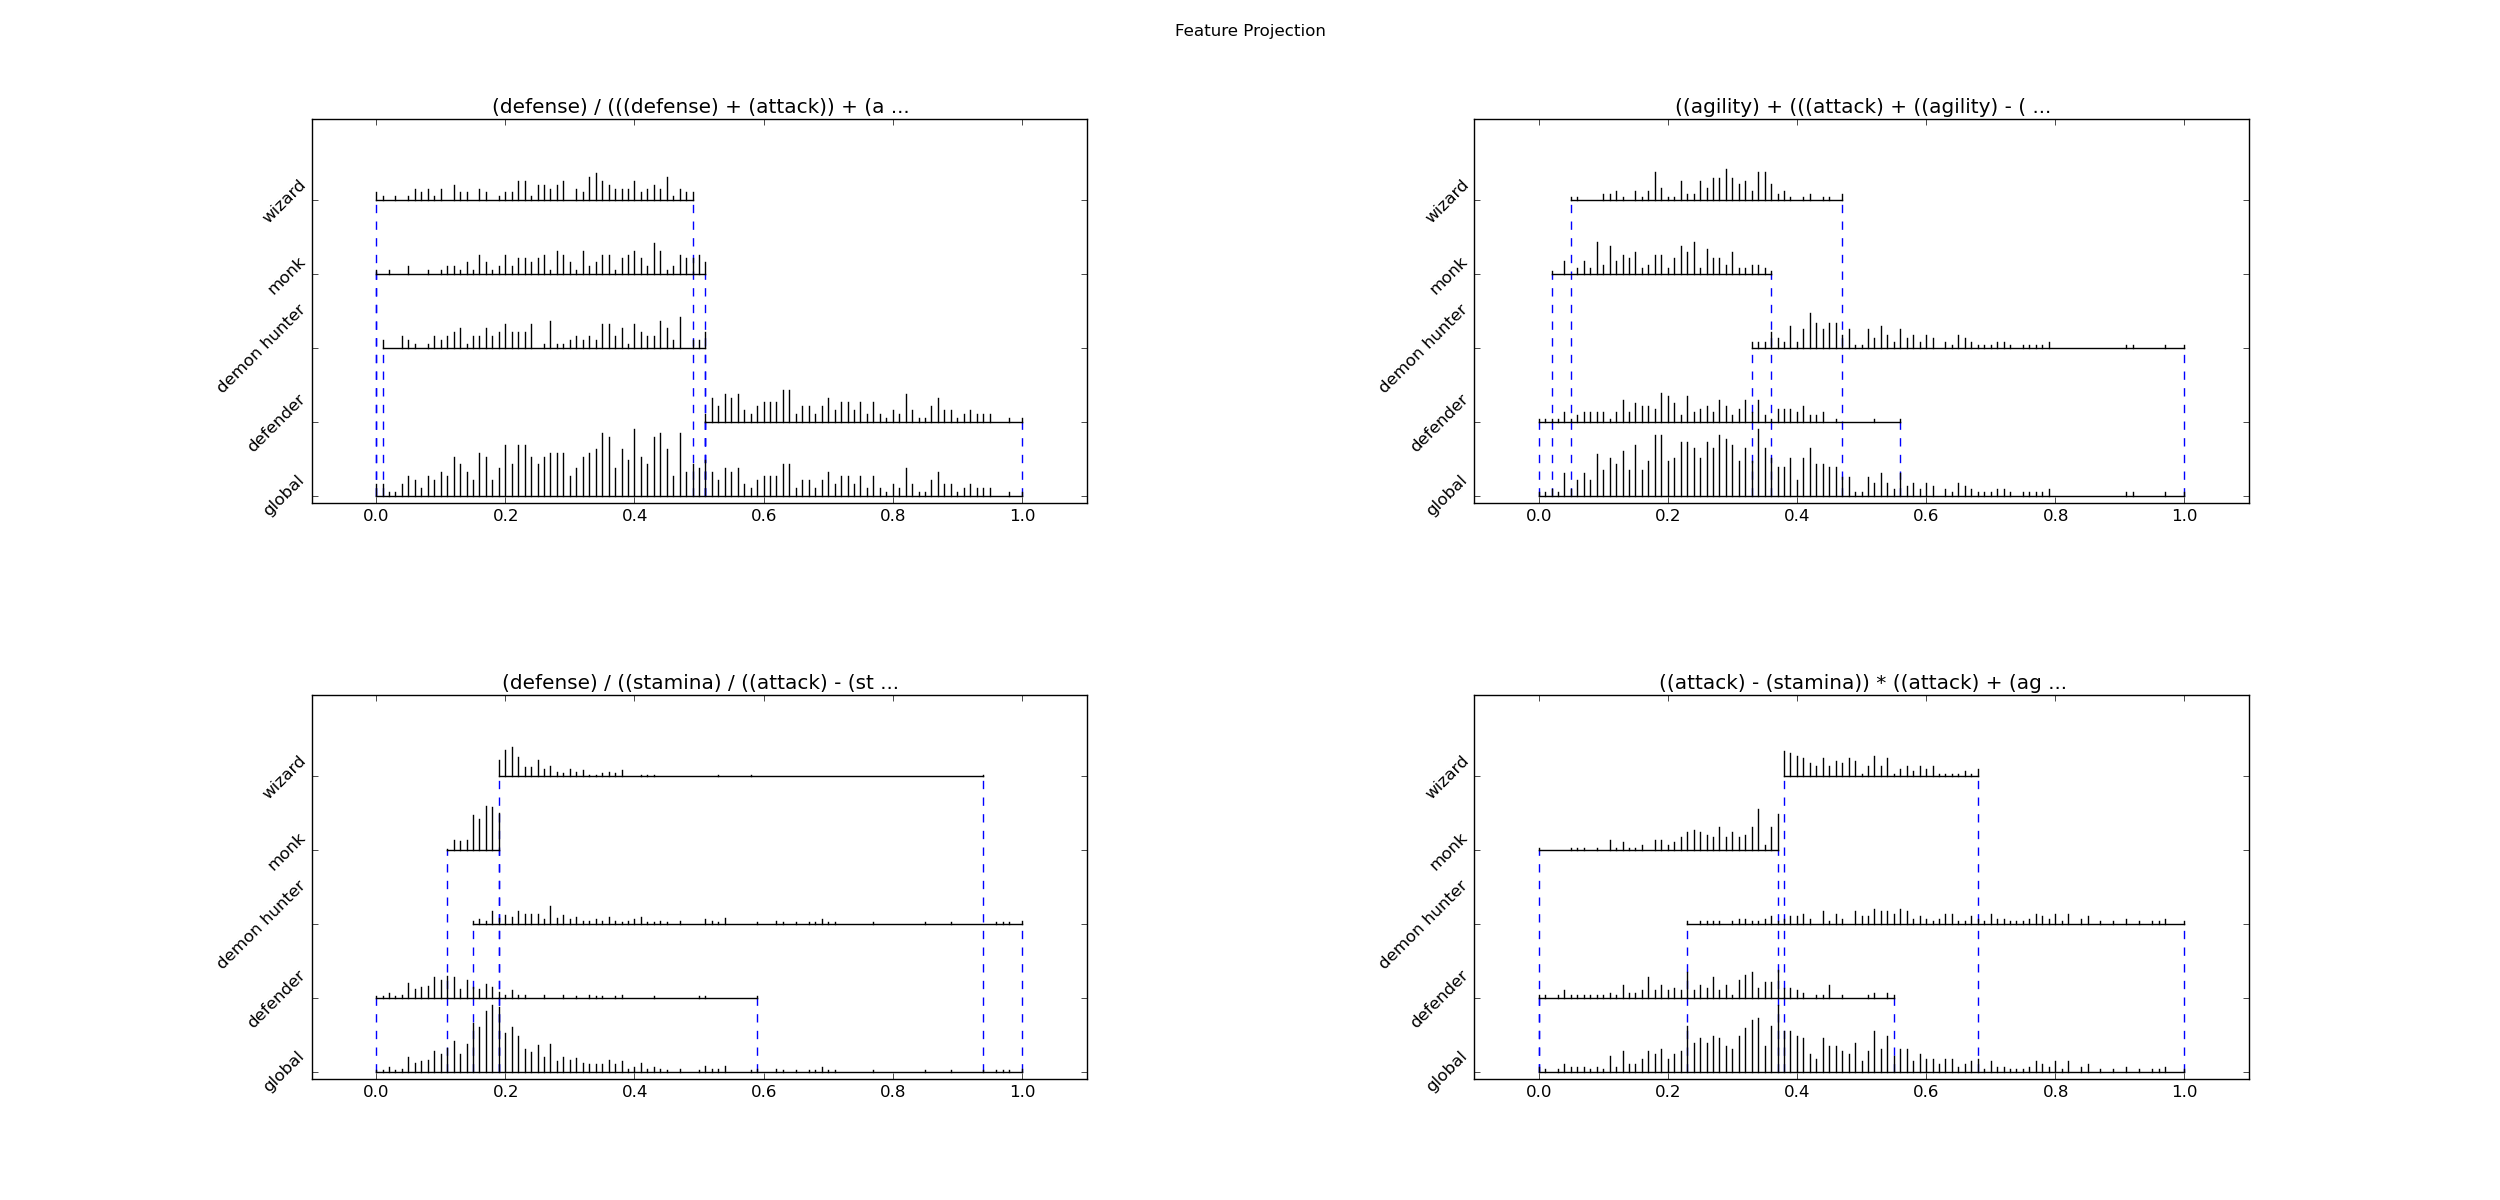 Feature Projection
(defense) / (((defense) + (attack)) + (a ...
wizard
monk
demon hunter
defender
global
0.0 0.2 0.4 0.6 0.8 1.0
((agility) + (((attack) + ((agility) - ( ...
wizard
monk
demon hunter
defender
global
0.0 0.2 0.4 0.6 0.8 1.0
(defense) / ((stamina) / ((attack) - (st ...
wizard
monk
demon hunter
defender
global
0.0 0.2 0.4 0.6 0.8 1.0
((attack) - (stamina)) * ((attack) + (ag ...
wizard
monk
demon hunter
defender
global
0.0 0.2 0.4 0.6 0.8 1.0